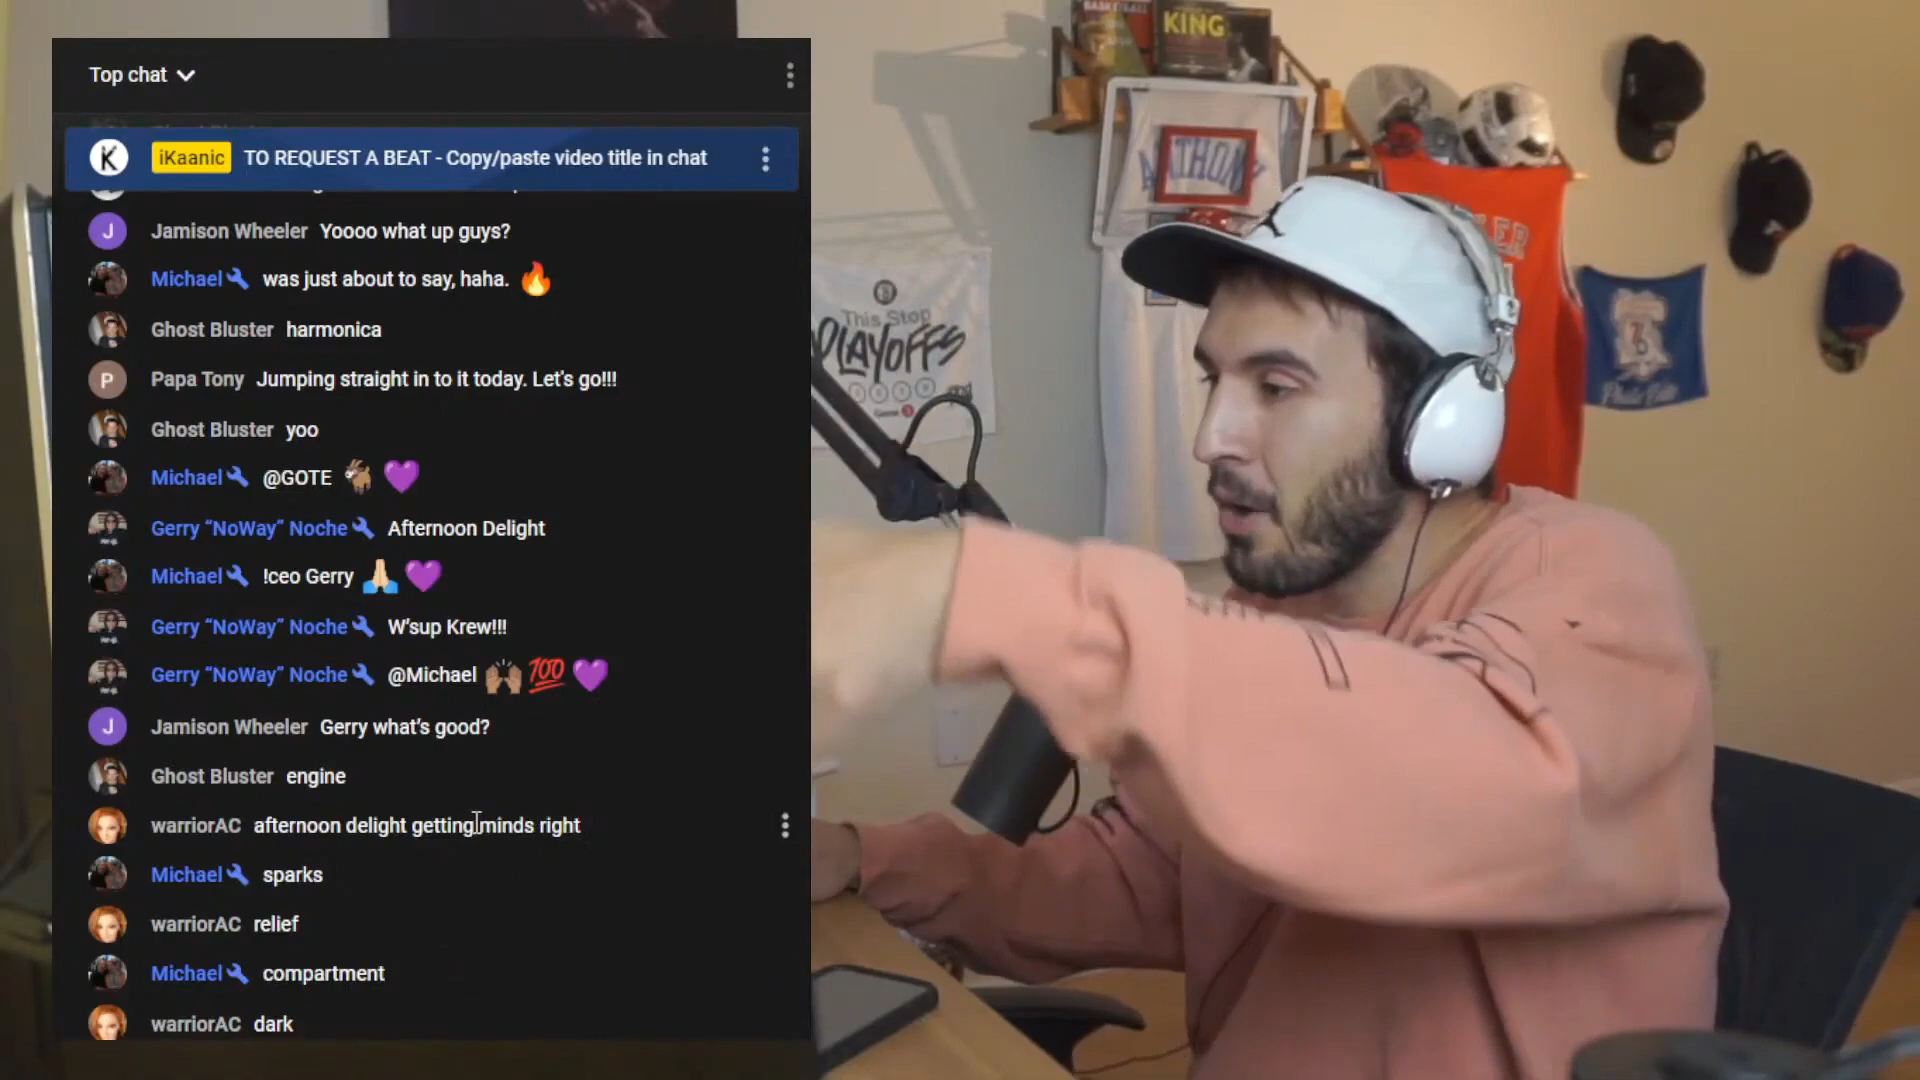 Top chat
iKaanic TO REQUEST A BEAT - Copy/paste video title in chat
Jamison Wheeler Yoooo what up guys?
Michael was just about to say, haha. 🔥
Ghost Bluster harmonica
Papa Tony Jumping straight in to it today. Let's go!!!
Ghost Bluster yoo
Michael @GOTE 🐐 💜
Gerry “NoWay” Noche Afternoon Delight
Michael !ceo Gerry 🙏🏻 💜
Gerry “NoWay” Noche W'sup Krew!!!
Gerry “NoWay” Noche @Michael 🙌🏽 💯 💜
Jamison Wheeler Gerry what's good?
Ghost Bluster engine
warriorAC afternoon delight getting minds right
Michael sparks
warriorAC relief
Michael compartment
warriorAC dark
BASKETBALL
KING
This Stop
PLAYOFFS